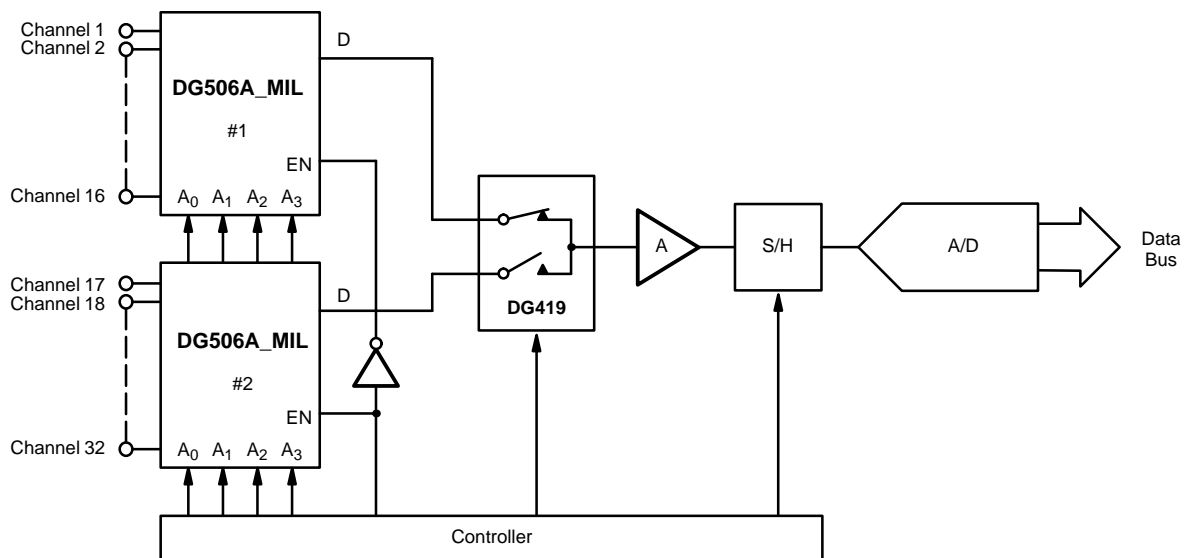 Channel 1
Channel 2
D
DG506A_MIL
#1
EN
Channel 16
A0 A1 A2 A3
DG419
A
S/H
A/D
Data
Bus
Channel 17
Channel 18
D
DG506A_MIL
#2
EN
Channel 32
A0 A1 A2 A3
Controller